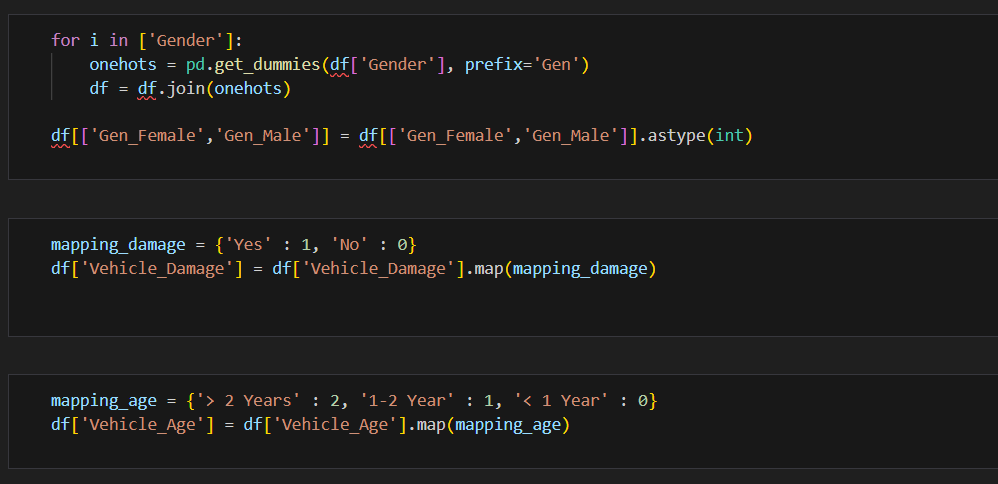 for i in ['Gender']:
    onehots = pd.get_dummies(df['Gender'], prefix='Gen')
    df = df.join(onehots)
df[['Gen_Female','Gen_Male']] = df[['Gen_Female','Gen_Male']].astype(int)
mapping_damage = {'Yes' : 1, 'No' : 0}
df['Vehicle_Damage'] = df['Vehicle_Damage'].map(mapping_damage)
mapping_age = {'> 2 Years' : 2, '1-2 Year' : 1, '< 1 Year' : 0}
df['Vehicle_Age'] = df['Vehicle_Age'].map(mapping_age)